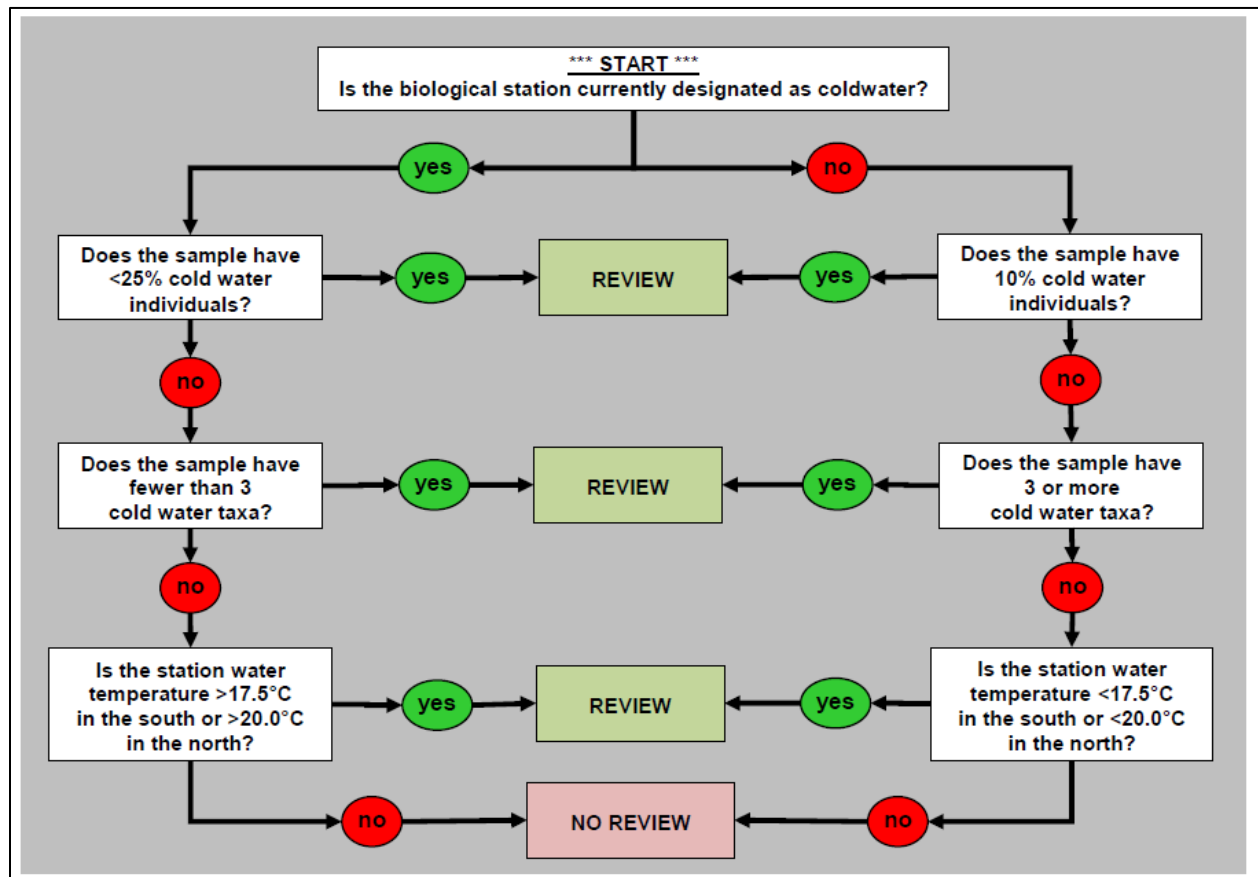 *** START ***
Is the biological station currently designated as coldwater?
yes
no
Does the sample have
<25% cold water
individuals?
yes
REVIEW
yes
Does the sample have
10% cold water
individuals?
no
no
Does the sample have
fewer than 3
cold water taxa?
yes
REVIEW
yes
Does the sample have
3 or more
cold water taxa?
no
no
Is the station water
temperature >17.5°C
in the south or >20.0°C
in the north?
yes
REVIEW
yes
Is the station water
temperature <17.5°C
in the south or <20.0°C
in the north?
no
NO REVIEW
no